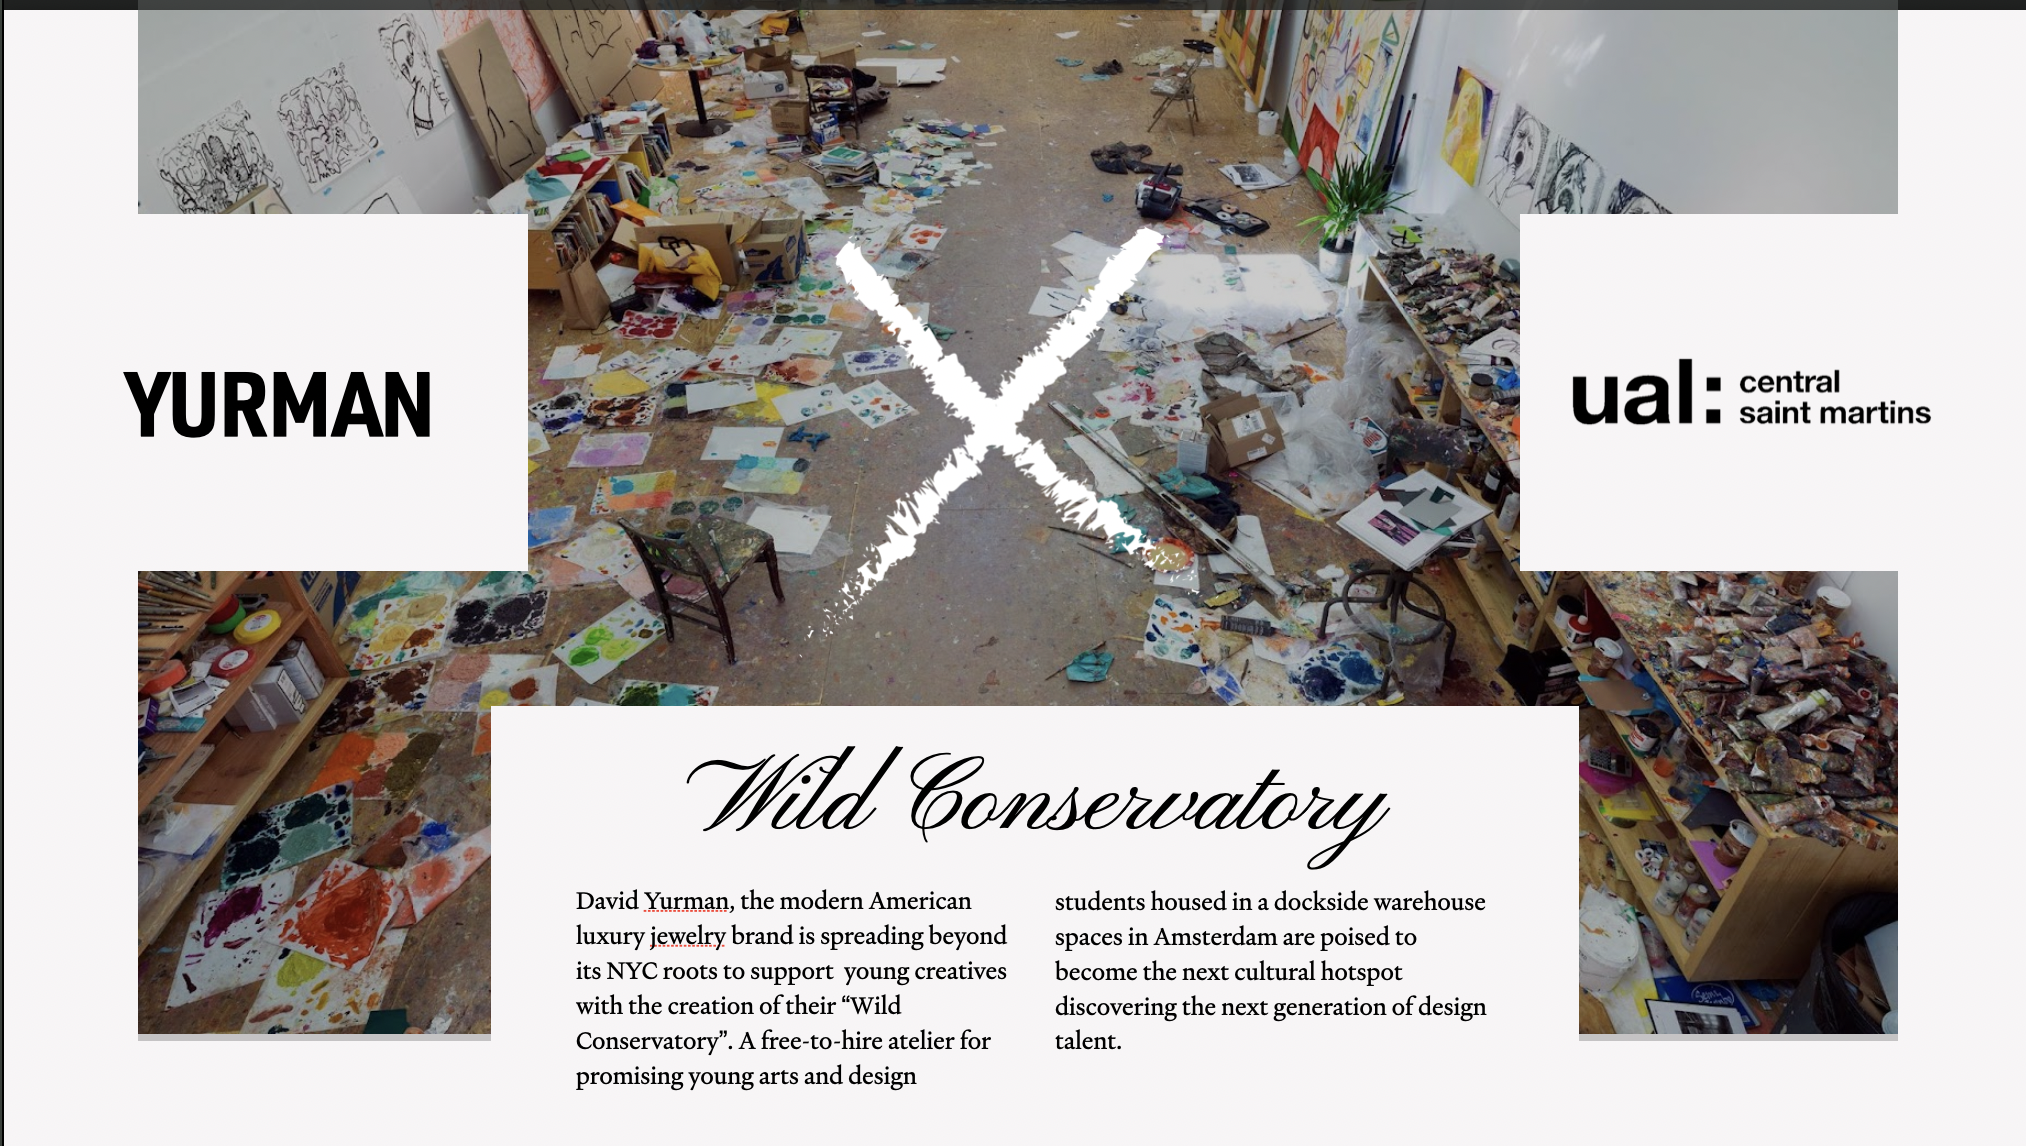 YURMAN
ual:
central
saint martins
Wild Conservatory
David Yurman, the modern American
luxury jewelry brand is spreading beyond
its NYC roots to support  young creatives
with the creation of their “Wild
Conservatory”. A free-to-hire atelier for
promising young arts and design
students housed in a dockside warehouse
spaces in Amsterdam are poised to
become the next cultural hotspot
discovering the next generation of design
talent.